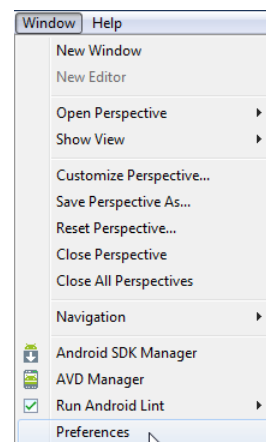 Window Help
New Window
New Editor
Open Perspective
Show View
Customize Perspective...
Save Perspective As...
Reset Perspective...
Close Perspective
Close All Perspectives
Navigation
Android SDK Manager
AVD Manager
Run Android Lint
Preferences